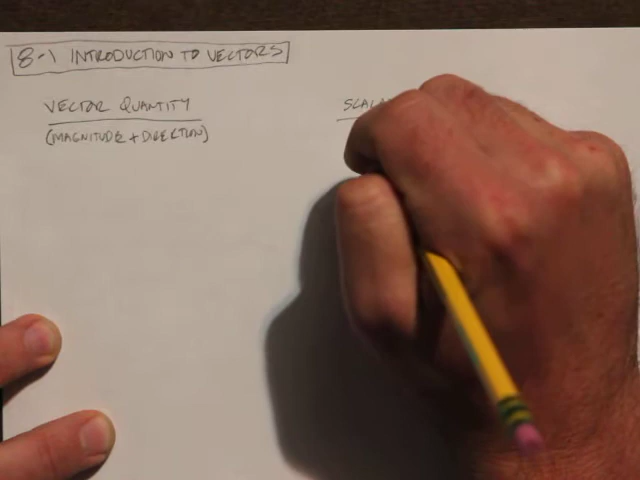 8-1 INTRODUCTION TO VECTORS
VECTOR QUANTITY
(MAGNITUDE + DIRECTION)